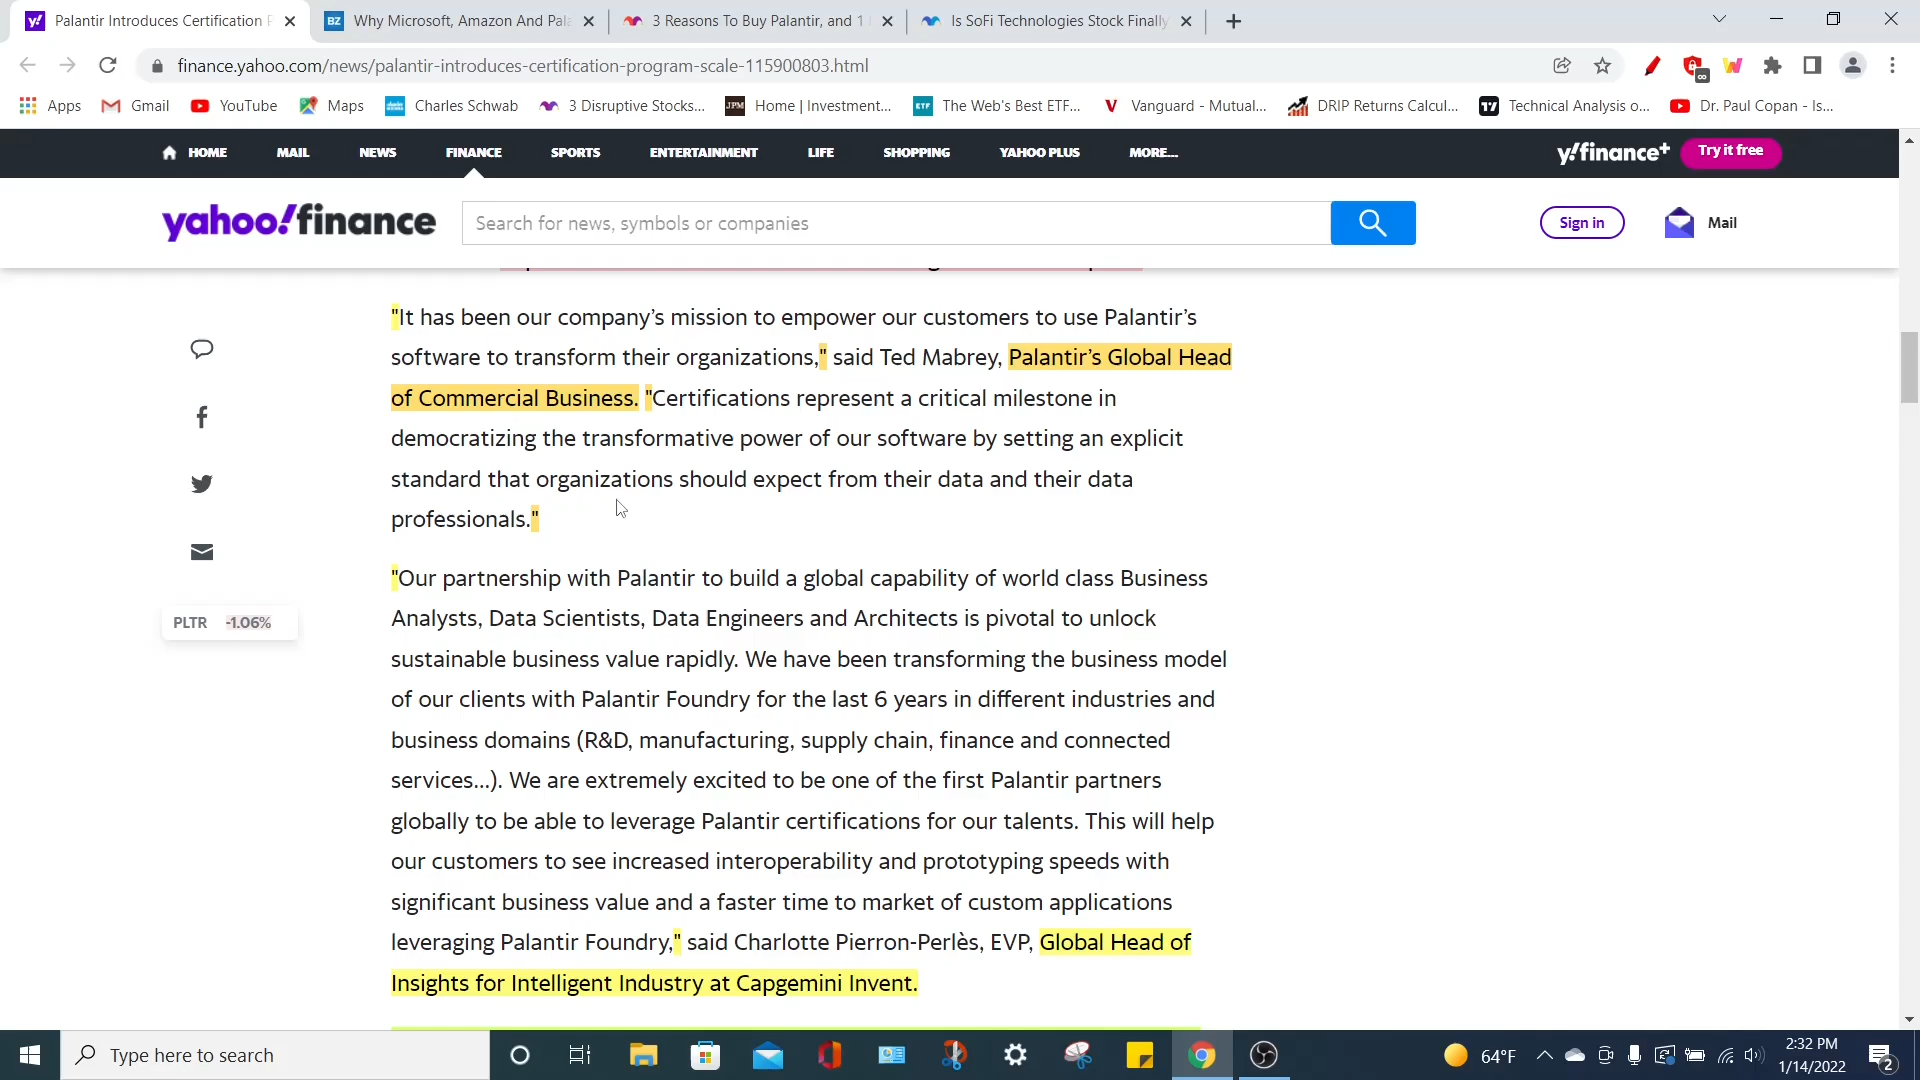 Palantir Introduces Certification P
Why Microsoft, Amazon And Pala
3 Reasons To Buy Palantir, and 1
Is SoFi Technologies Stock Finally
finance.yahoo.com/news/palantir-introduces-certification-program-scale-115900803.html
Apps
Gmail
YouTube
Maps
Charles Schwab
3 Disruptive Stocks...
Home | Investment...
The Web's Best ETF...
Vanguard - Mutual...
DRIP Returns Calcul...
Technical Analysis o...
Dr. Paul Copan - Is...
HOME
MAIL
NEWS
FINANCE
SPORTS
ENTERTAINMENT
LIFE
SHOPPING
YAHOO PLUS
MORE...
y!finance+
Try it free
yahoo!finance
Search for news, symbols or companies
Sign in
Mail
"It has been our company’s mission to empower our customers to use Palantir’s
software to transform their organizations," said Ted Mabrey, Palantir’s Global Head
of Commercial Business. "Certifications represent a critical milestone in
democratizing the transformative power of our software by setting an explicit
standard that organizations should expect from their data and their data
professionals."
PLTR -1.06%
"Our partnership with Palantir to build a global capability of world class Business
Analysts, Data Scientists, Data Engineers and Architects is pivotal to unlock
sustainable business value rapidly. We have been transforming the business model
of our clients with Palantir Foundry for the last 6 years in different industries and
business domains (R&D, manufacturing, supply chain, finance and connected
services...). We are extremely excited to be one of the first Palantir partners
globally to be able to leverage Palantir certifications for our talents. This will help
our customers to see increased interoperability and prototyping speeds with
significant business value and a faster time to market of custom applications
leveraging Palantir Foundry," said Charlotte Pierron-Perlès, EVP, Global Head of
Insights for Intelligent Industry at Capgemini Invent.
Type here to search
64°F
2:32 PM
1/14/2022
2